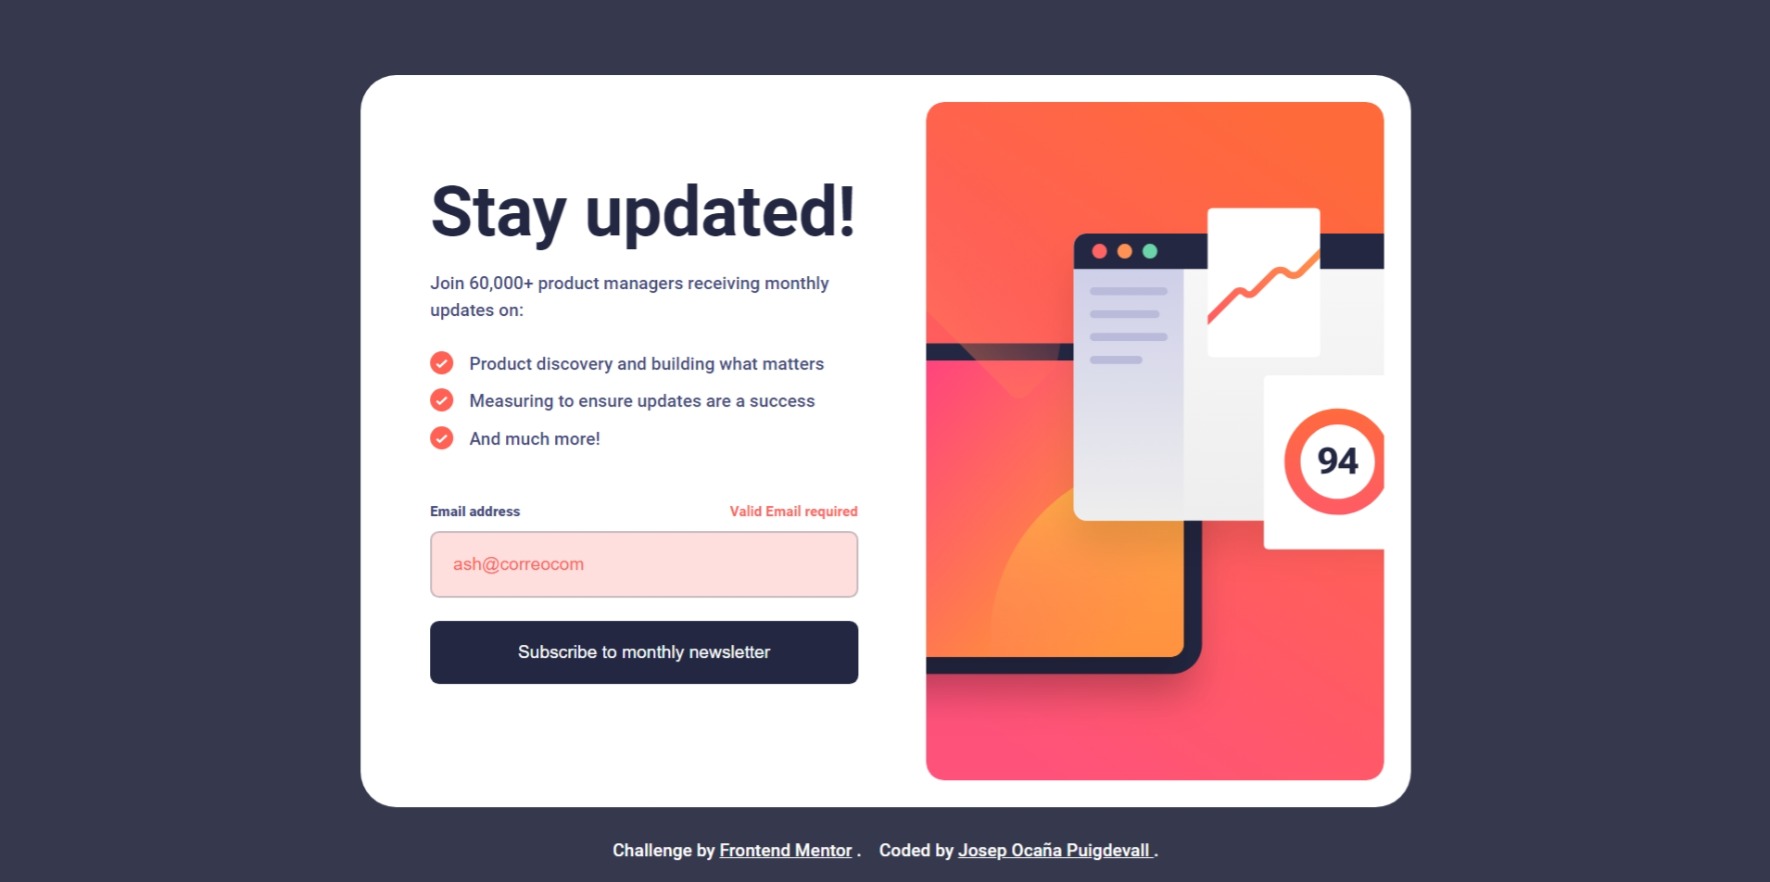 Stay updated!
Join 60,000+ product managers receiving monthly
updates on:
Product discovery and building what matters
Measuring to ensure updates are a success
And much more!
Email address
Valid Email required
ash@correocom
Subscribe to monthly newsletter
94
Challenge by Frontend Mentor . Coded by Josep Ocaña Puigdevall .